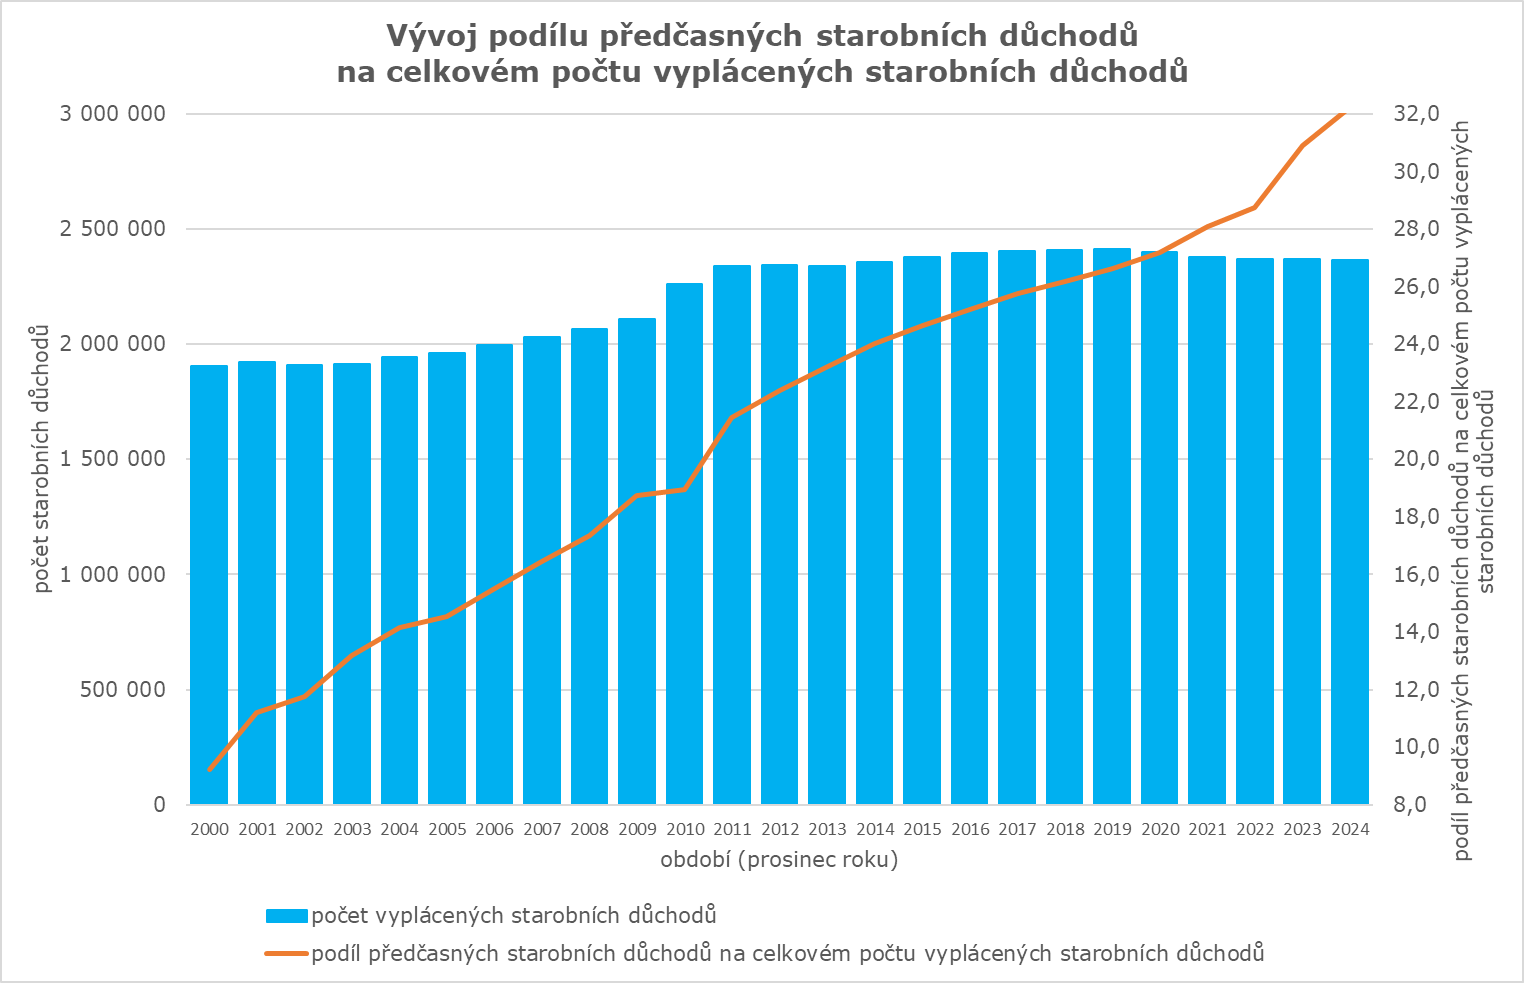 Vývoj podílu předčasných starobních důchodů
na celkovém počtu vyplácených starobních důchodů
počet starobních důchodů
3 000 000
2 500 000
2 000 000
1 500 000
1 000 000
500 000
0
32,0
30,0
28,0
26,0
24,0
22,0
20,0
18,0
16,0
14,0
12,0
10,0
8,0
podíl předčasných starobních důchodů na celkovém počtu vyplácených
starobních důchodů
2000 2001 2002 2003 2004 2005 2006 2007 2008 2009 2010 2011 2012 2013 2014 2015 2016 2017 2018 2019 2020 2021 2022 2023 2024
období (prosinec roku)
počet vyplácených starobních důchodů
podíl předčasných starobních důchodů na celkovém počtu vyplácených starobních důchodů